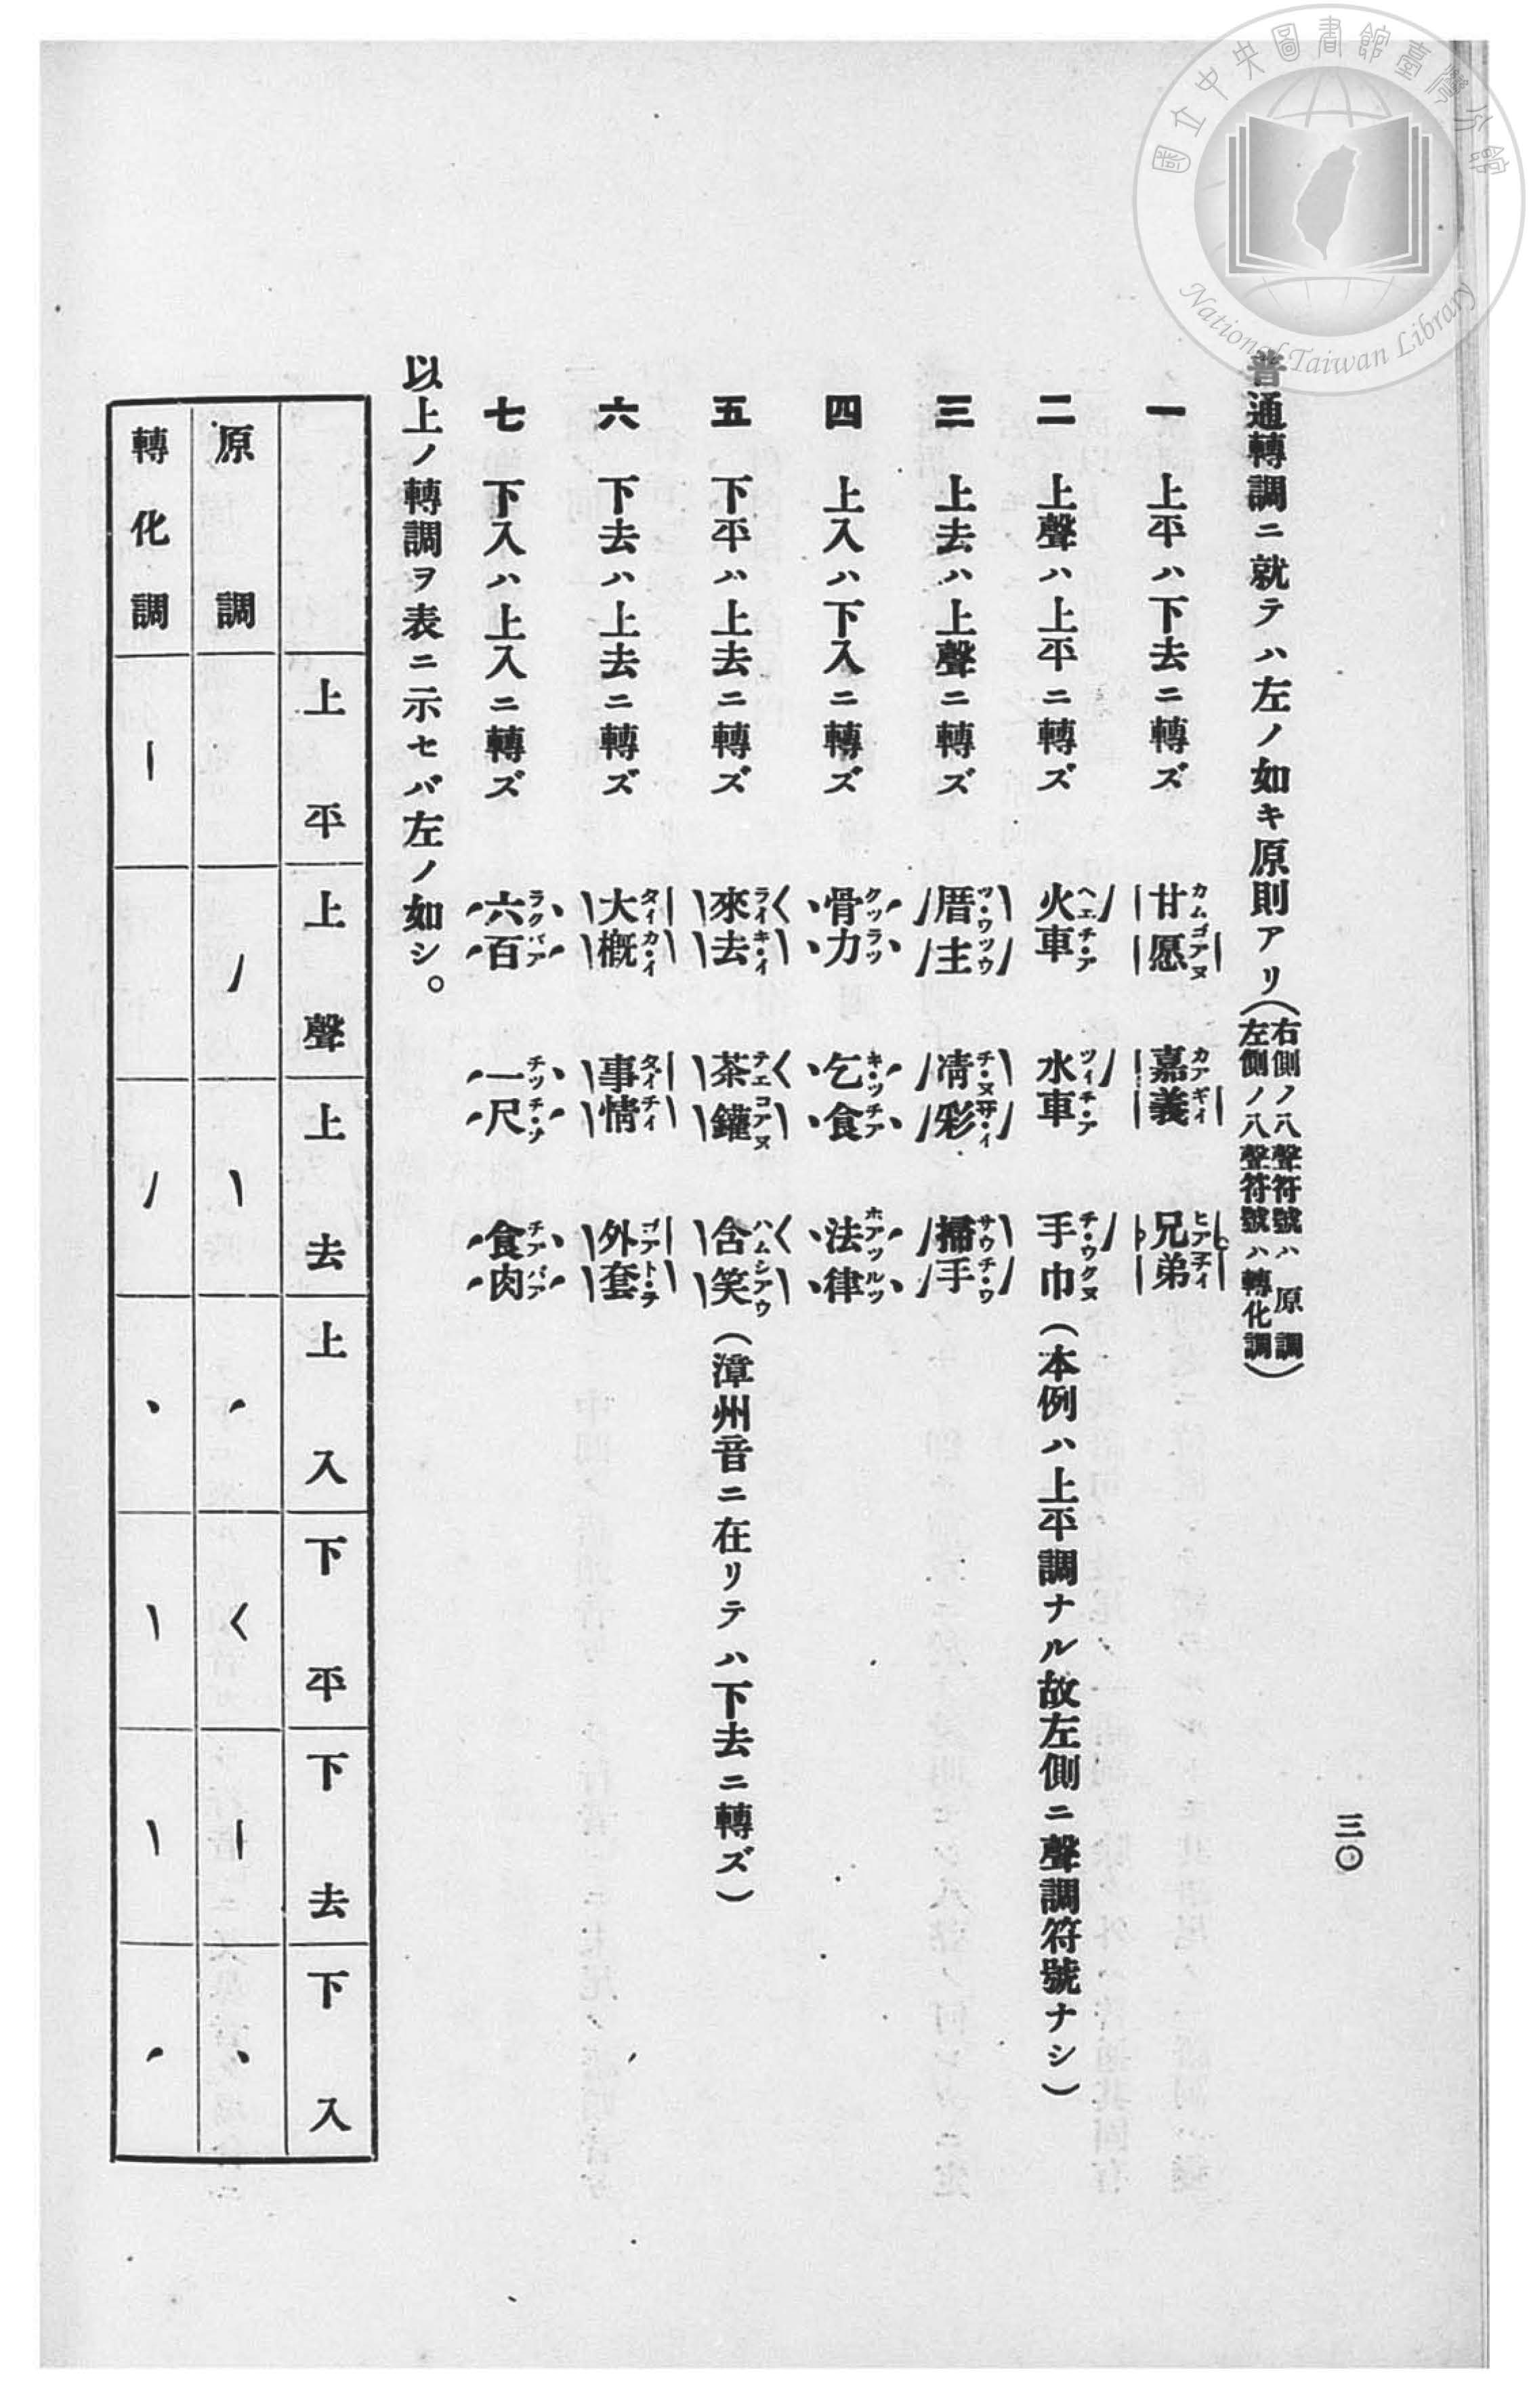 國立中央圖書館臺灣分館
National Taiwan Library
三〇
普通轉調ニ就テハ左ノ如キ原則アリ(右側ノ八聲符號ハ原調 左側ノ八聲符號ハ轉化調)
一 上平ハ下去ニ轉ズ 甘愿 嘉義 兄弟
二 上聲ハ上平ニ轉ズ 火車 水車 手巾(本例ハ上平調ナル故左側ニ聲調符號ナシ)
三 上去ハ上聲ニ轉ズ 厝主 淸彩 掃手
四 上入ハ下入ニ轉ズ 骨力 乞食 法律
五 下平ハ上去ニ轉ズ 來去 茶鑵 含笑(漳州音ニ在リテハ下去ニ轉ズ)
六 下去ハ上去ニ轉ズ 大槪 事情 外套
七 下入ハ上入ニ轉ズ 六百 一尺 食肉
以上ノ轉調ヲ表ニ示セバ左ノ如シ。
上平 上聲 上去 上入 下平 下去 下入
原調
轉化調